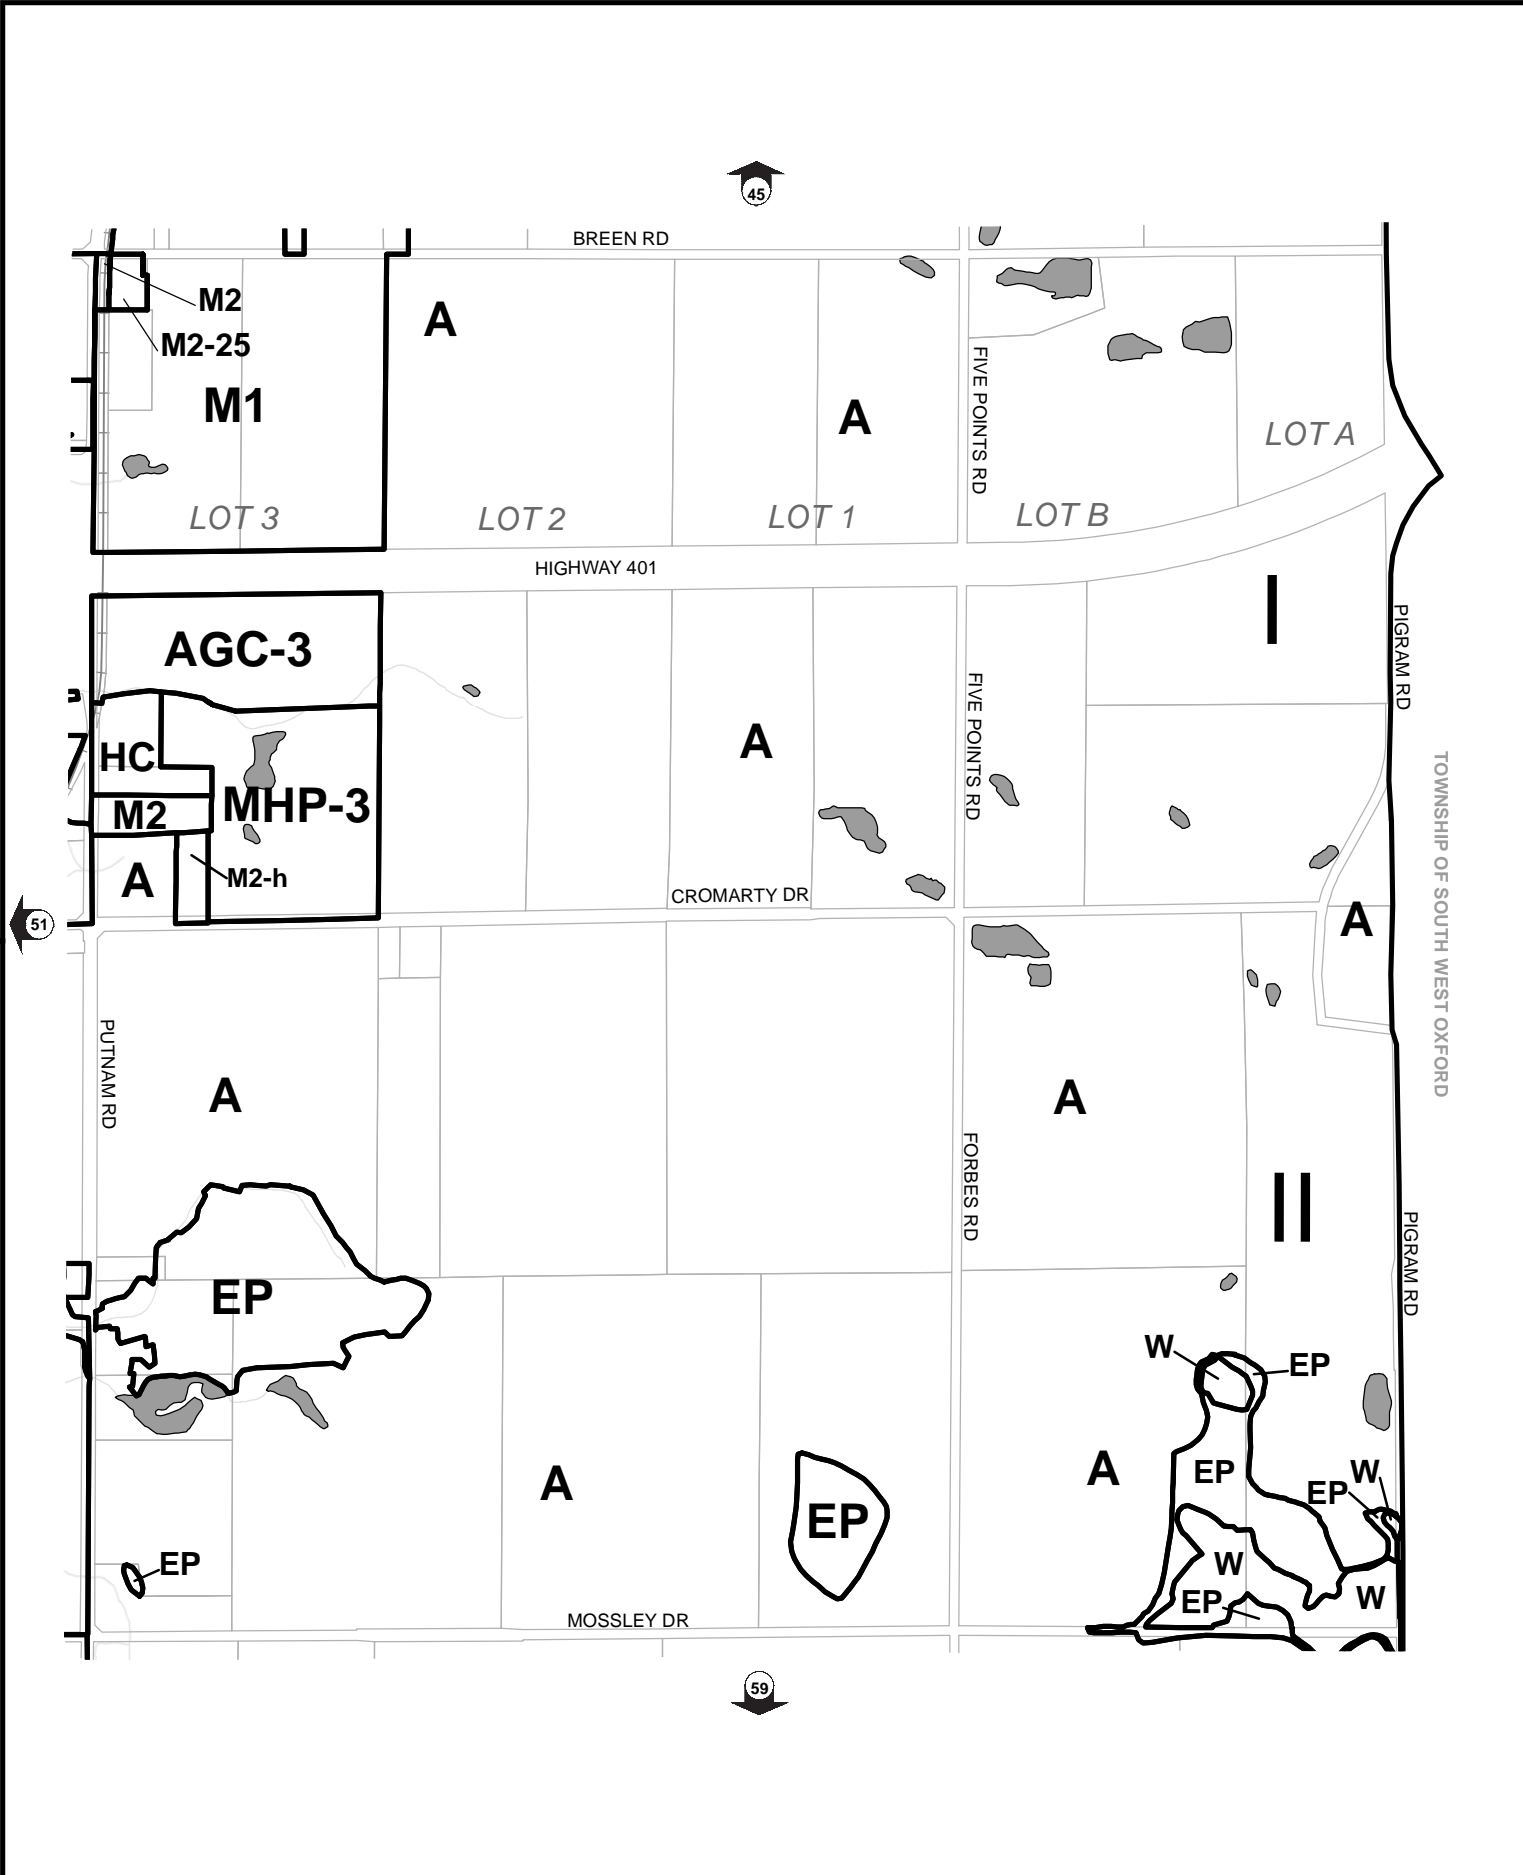 45
BREEN RD
M2
M2-25
A
M1
A
FIVE POINTS RD
LOT A
LOT 3
LOT 2
LOT 1
LOT B
HIGHWAY 401
I
AGC-3
PIGRAM RD
FIVE POINTS RD
7
HC
A
MHP-3
M2
M2-h
A
CROMARTY DR
TOWNSHIP OF SOUTH WEST OXFORD
51
A
PUTNAM RD
A
A
FORBES RD
II
PIGRAM RD
EP
W
EP
A
A
EP
EP
W
EP
EP
W
EP
W
EP
MOSSLEY DR
59